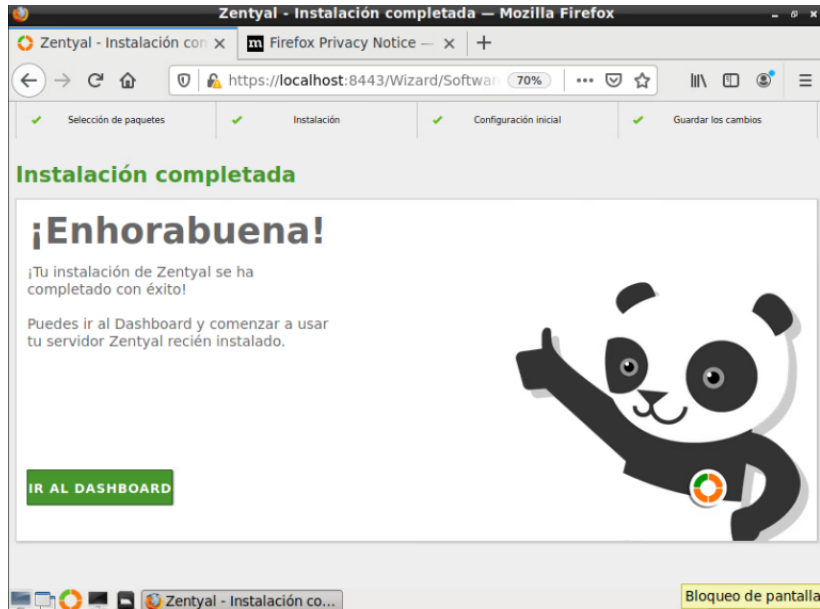 Zentyal - Instalación completada — Mozilla Firefox
Zentyal - Instalación con
Firefox Privacy Notice —
https://localhost:8443/Wizard/Softwar
70%
Selección de paquetes
Instalación
Configuración inicial
Guardar los cambios
Instalación completada
¡Enhorabuena!
¡Tu instalación de Zentyal se ha
completado con éxito!
Puedes ir al Dashboard y comenzar a usar
tu servidor Zentyal recién instalado.
IR AL DASHBOARD
Zentyal - Instalación co...
Bloqueo de pantalla